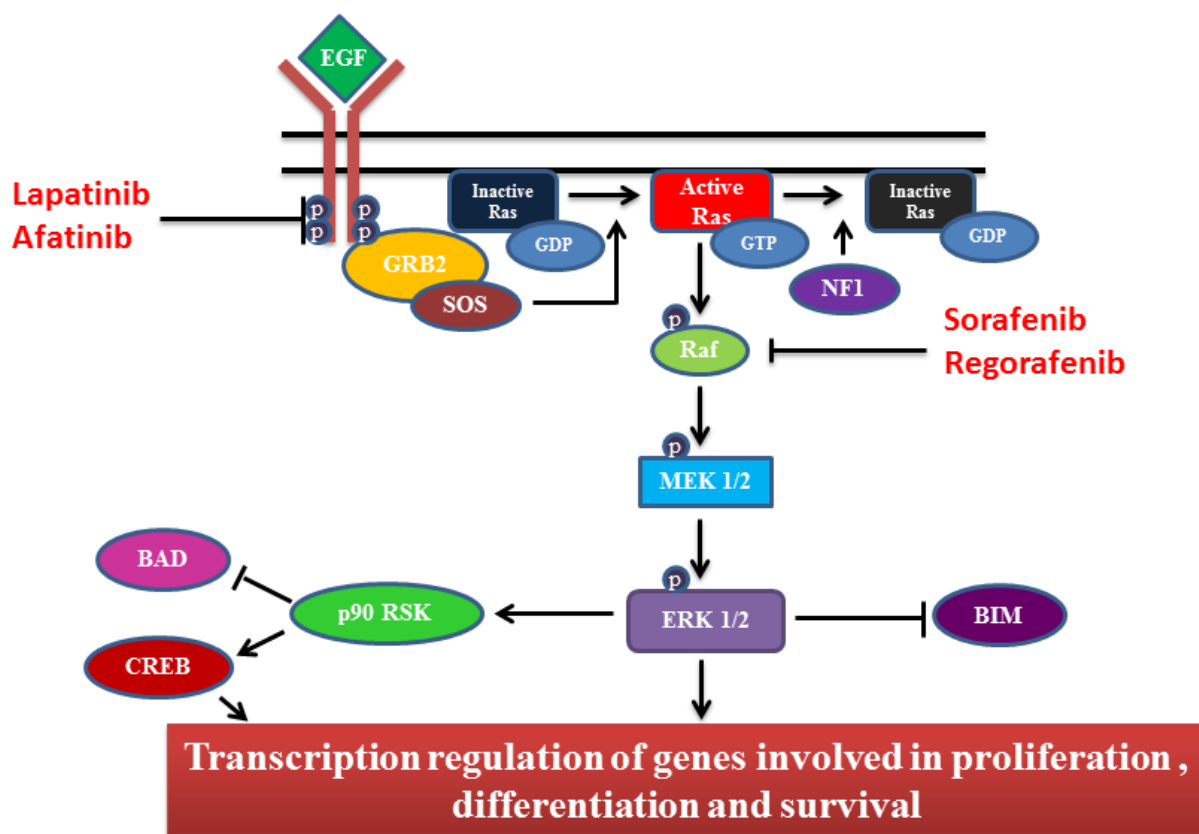 EGF
Lapatinib
Afatinib
p
p
p
p
Inactive
Ras
GDP
Active
Ras
GTP
Inactive
Ras
GDP
GRB2
SOS
NF1
p
Raf
Sorafenib
Regorafenib
p
MEK 1/2
p
ERK 1/2
BAD
p90 RSK
BIM
CREB
Transcription regulation of genes involved in proliferation ,
differentiation and survival